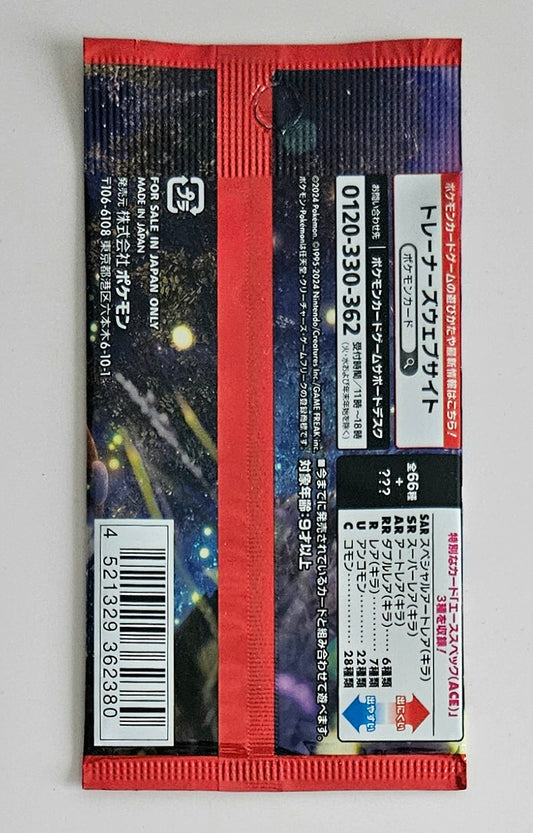 ポケモンカードゲームの遊びかたや最新情報はこちら!
トレーナーズウェブサイト
ポケモンカード
お問い合わせ先
ポケモンカードゲームサポートデスク
0120-330-362
受付時間/11時~18時
(火・水および年末年始を除く)
©2024 Pokémon. ©1995-2024 Nintendo/Creatures Inc./GAME FREAK inc.
ポケモン・Pokémonは任天堂・クリーチャーズ・ゲームフリークの登録商標です。
特別なカード「エーススペック(ACE)」
3種を収録!
全66種
+
???
SAR スペシャルアートレア(キラ)
SR スーパーレア(キラ)
AR アートレア(キラ)
RR ダブルレア(キラ) 6種類
R レア(キラ) 7種類
U アンコモン 22種類
C コモン 28種類
出にくい
出やすい
■今までに発売されているカードと組み合わせて遊べます。
対象年齢:9才以上
プラ
FOR SALE IN JAPAN ONLY
MADE IN JAPAN
発売元 株式会社ポケモン
〒106-6108 東京都港区六本木6-10-1
4 521329 362380